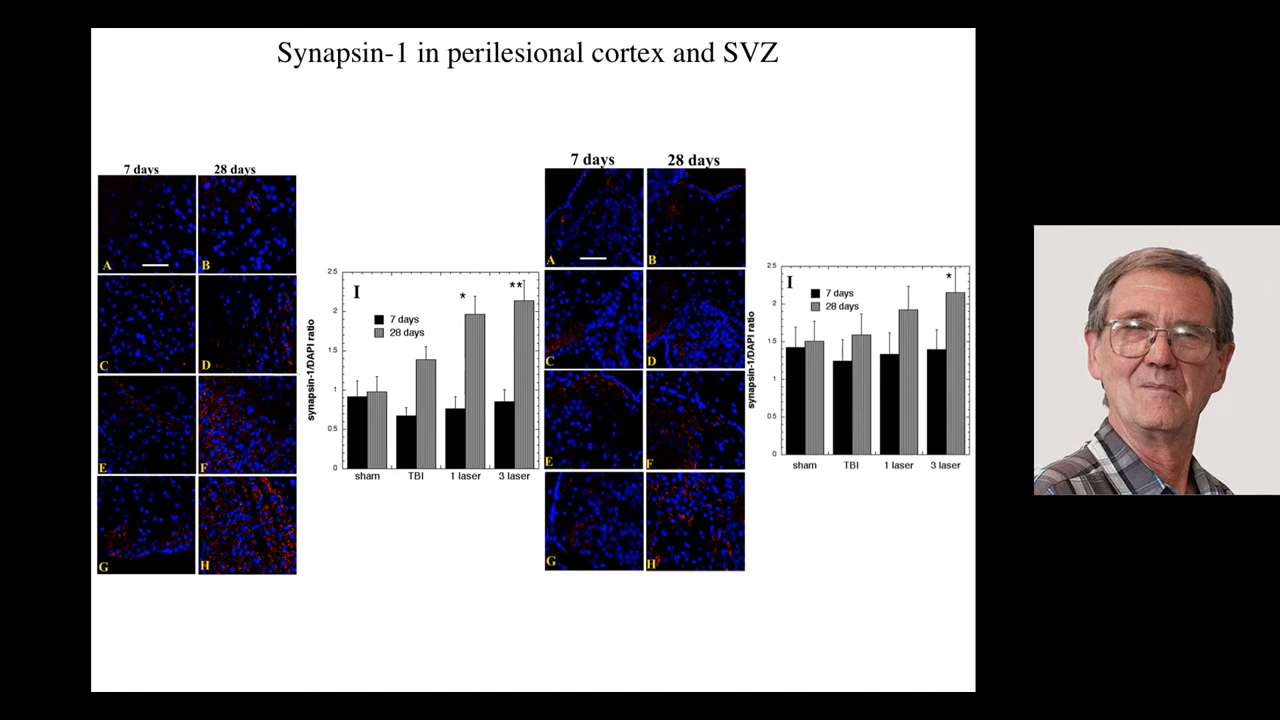 Synapsin-1 in perilesional cortex and SVZ
7 days
28 days
A
B
C
D
E
F
G
H
I
synapsin-1/DAPI ratio
2.5
2
1.5
1
0.5
0
7 days
28 days
*
**
sham
TBI
1 laser
3 laser
7 days
28 days
A
B
C
D
E
F
G
H
I
synapsin-1/DAPI ratio
2.5
2
1.5
1
0.5
0
7 days
28 days
*
sham
TBI
1 laser
3 laser